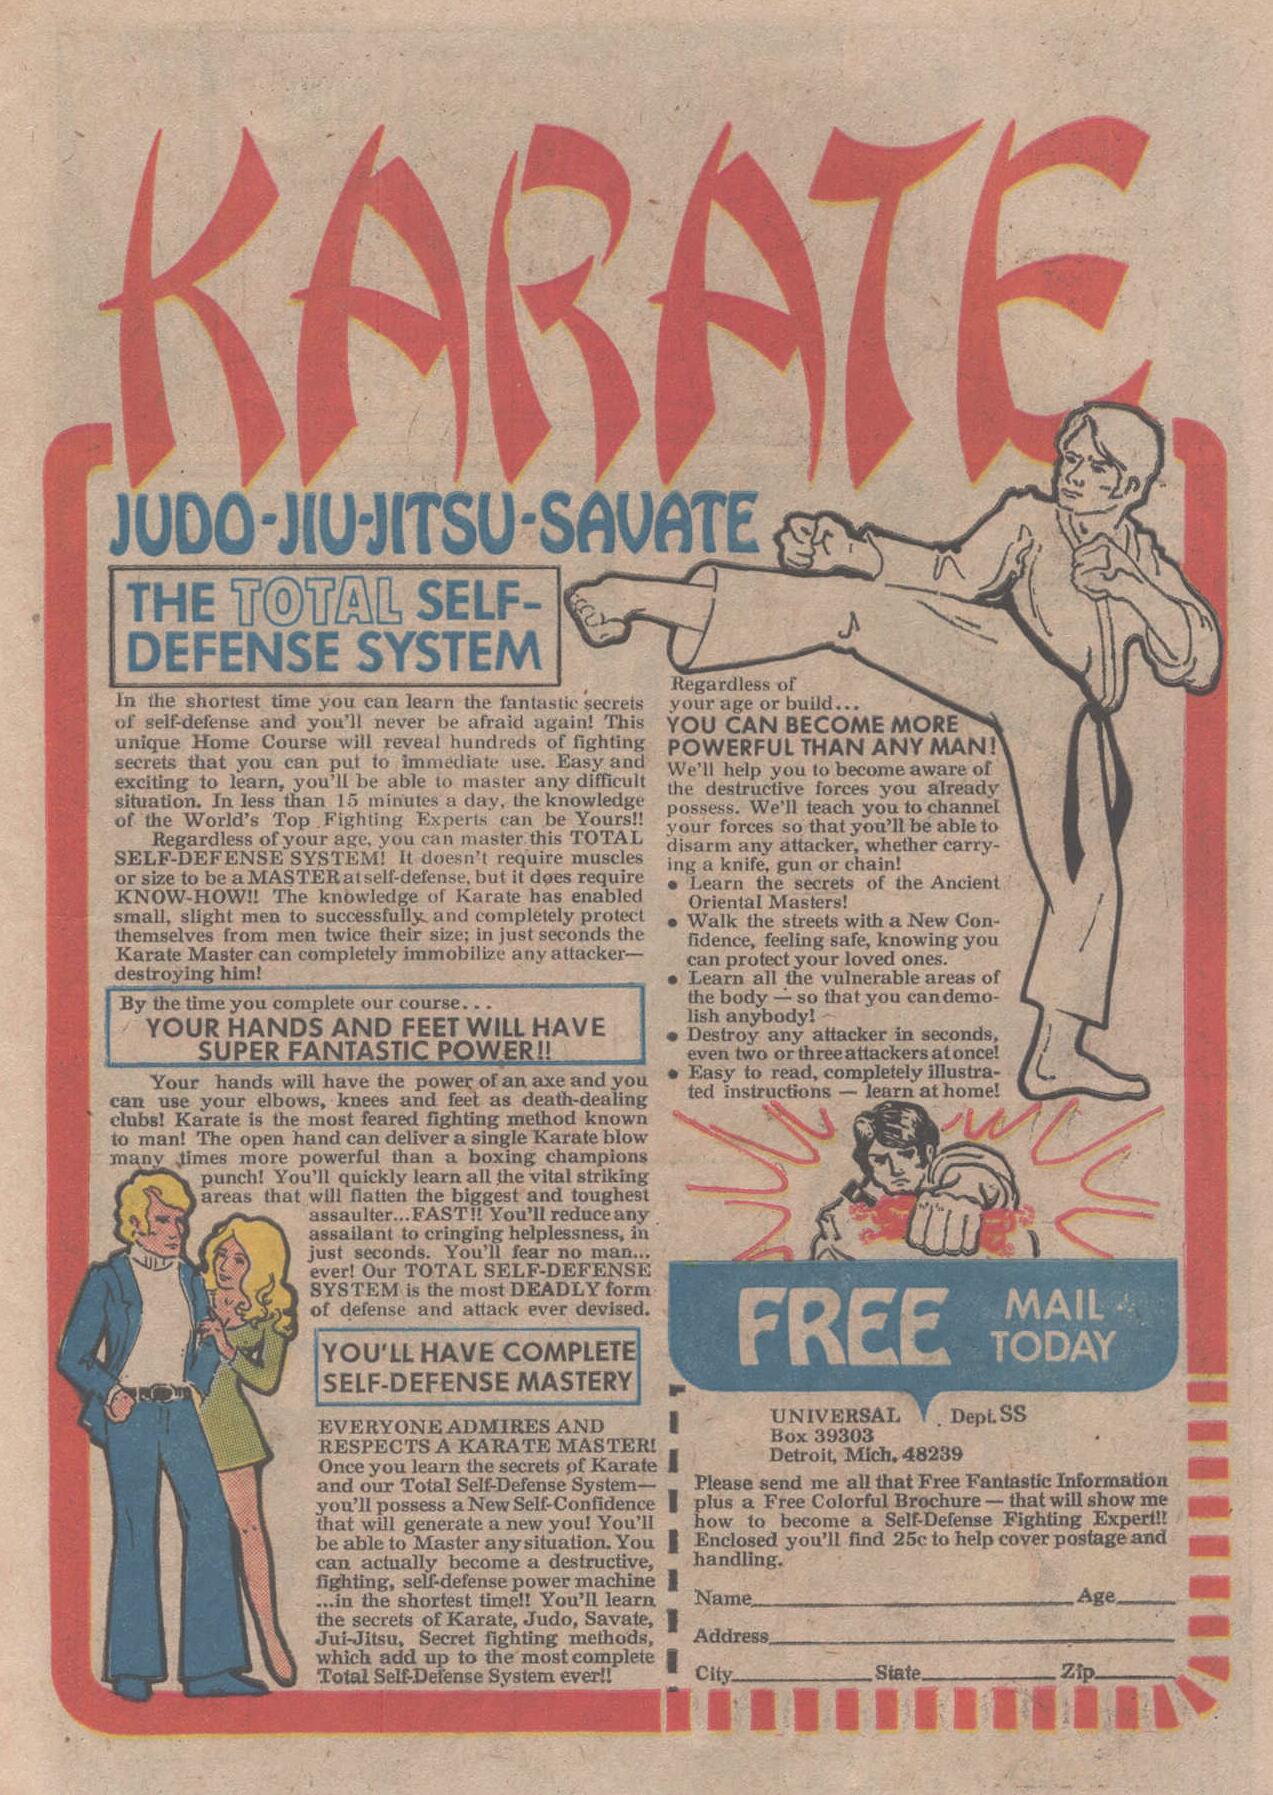 KARATE
JUDO-JIU-JITSU-SAVATE
THE TOTAL SELF-
DEFENSE SYSTEM
In the shortest time you can learn the fantastic secrets
of self-defense and you'll never be afraid again! This
unique Home Course will reveal hundreds of fighting
secrets that you can put to immediate use. Easy and
exciting to learn, you'll be able to master any difficult
situation. In less than 15 minutes a day, the knowledge
of the World's Top Fighting Experts can be Yours!!
Regardless of your age, you can master this TOTAL
SELF-DEFENSE SYSTEM! It doesn't require muscles
or size to be a MASTER at self-defense, but it does require
KNOW-HOW!! The knowledge of Karate has enabled
small, slight men to successfully and completely protect
themselves from men twice their size; in just seconds the
Karate Master can completely immobilize any attacker—
destroying him!
By the time you complete our course...
YOUR HANDS AND FEET WILL HAVE
SUPER FANTASTIC POWER!!
Your hands will have the power of an axe and you
can use your elbows, knees and feet as death-dealing
clubs! Karate is the most feared fighting method known
to man! The open hand can deliver a single Karate blow
many times more powerful than a boxing champions
punch! You'll quickly learn all the vital striking
areas that will flatten the biggest and toughest
assaulter...FAST!! You'll reduce any
assailant to cringing helplessness, in
just seconds. You'll fear no man...
ever! Our TOTAL SELF-DEFENSE
SYSTEM is the most DEADLY form
of defense and attack ever devised.
YOU'LL HAVE COMPLETE
SELF-DEFENSE MASTERY
EVERYONE ADMIRES AND
RESPECTS A KARATE MASTER!
Once you learn the secrets of Karate
and our Total Self-Defense System—
you'll possess a New Self-Confidence
that will generate a new you! You'll
be able to Master any situation. You
can actually become a destructive,
fighting, self-defense power machine
...in the shortest time!! You'll learn
the secrets of Karate, Judo, Savate,
Jui-Jitsu, Secret fighting methods,
which add up to the most complete
Total Self-Defense System ever!!
Regardless of
your age or build...
YOU CAN BECOME MORE
POWERFUL THAN ANY MAN!
We'll help you to become aware of
the destructive forces you already
possess. We'll teach you to channel
your forces so that you'll be able to
disarm any attacker, whether carry-
ing a knife, gun or chain!
• Learn the secrets of the Ancient
Oriental Masters!
• Walk the streets with a New Con-
fidence, feeling safe, knowing you
can protect your loved ones.
• Learn all the vulnerable areas of
the body — so that you can demo-
lish anybody!
• Destroy any attacker in seconds,
even two or three attackers at once!
• Easy to read, completely illustra-
ted instructions — learn at home!
FREE MAIL
TODAY
UNIVERSAL Dept. SS
Box 39303
Detroit, Mich. 48239
Please send me all that Free Fantastic Information
plus a Free Colorful Brochure — that will show me
how to become a Self-Defense Fighting Expert!!
Enclosed you'll find 25c to help cover postage and
handling.
Name Age
Address
City State Zip